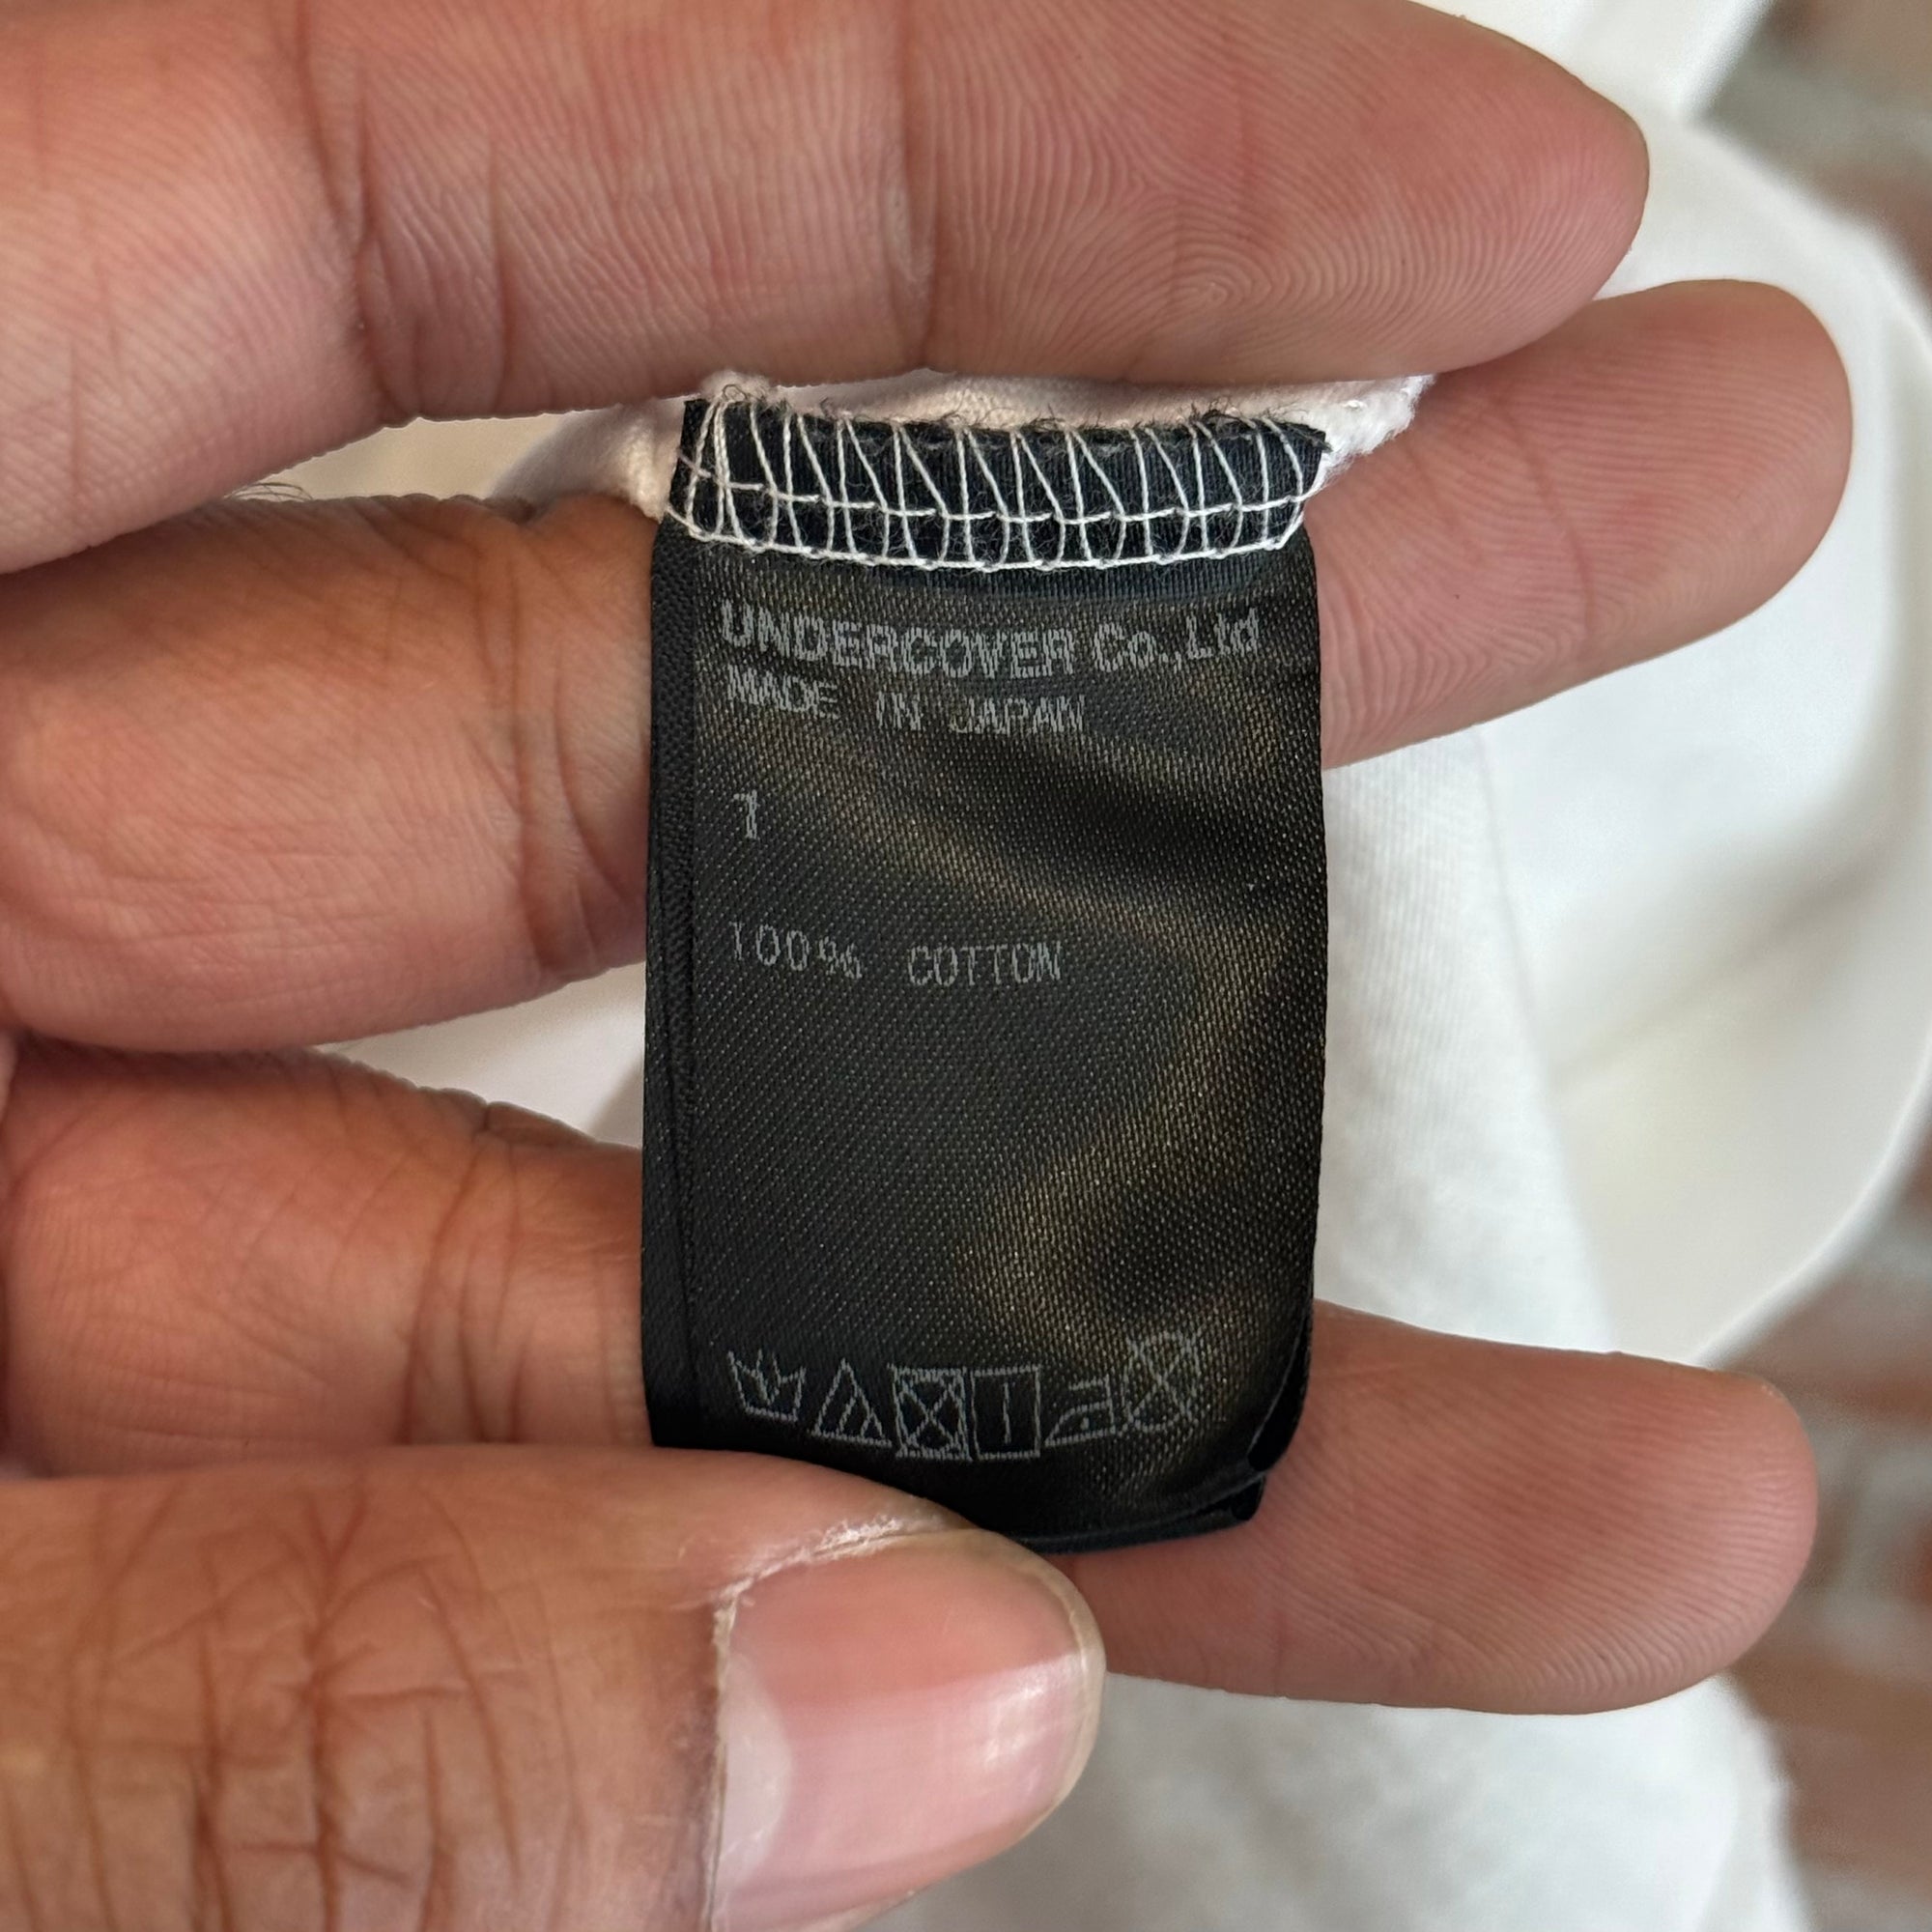 UNDERCOVER Co.,Ltd
MADE IN JAPAN
1
100% COTTON